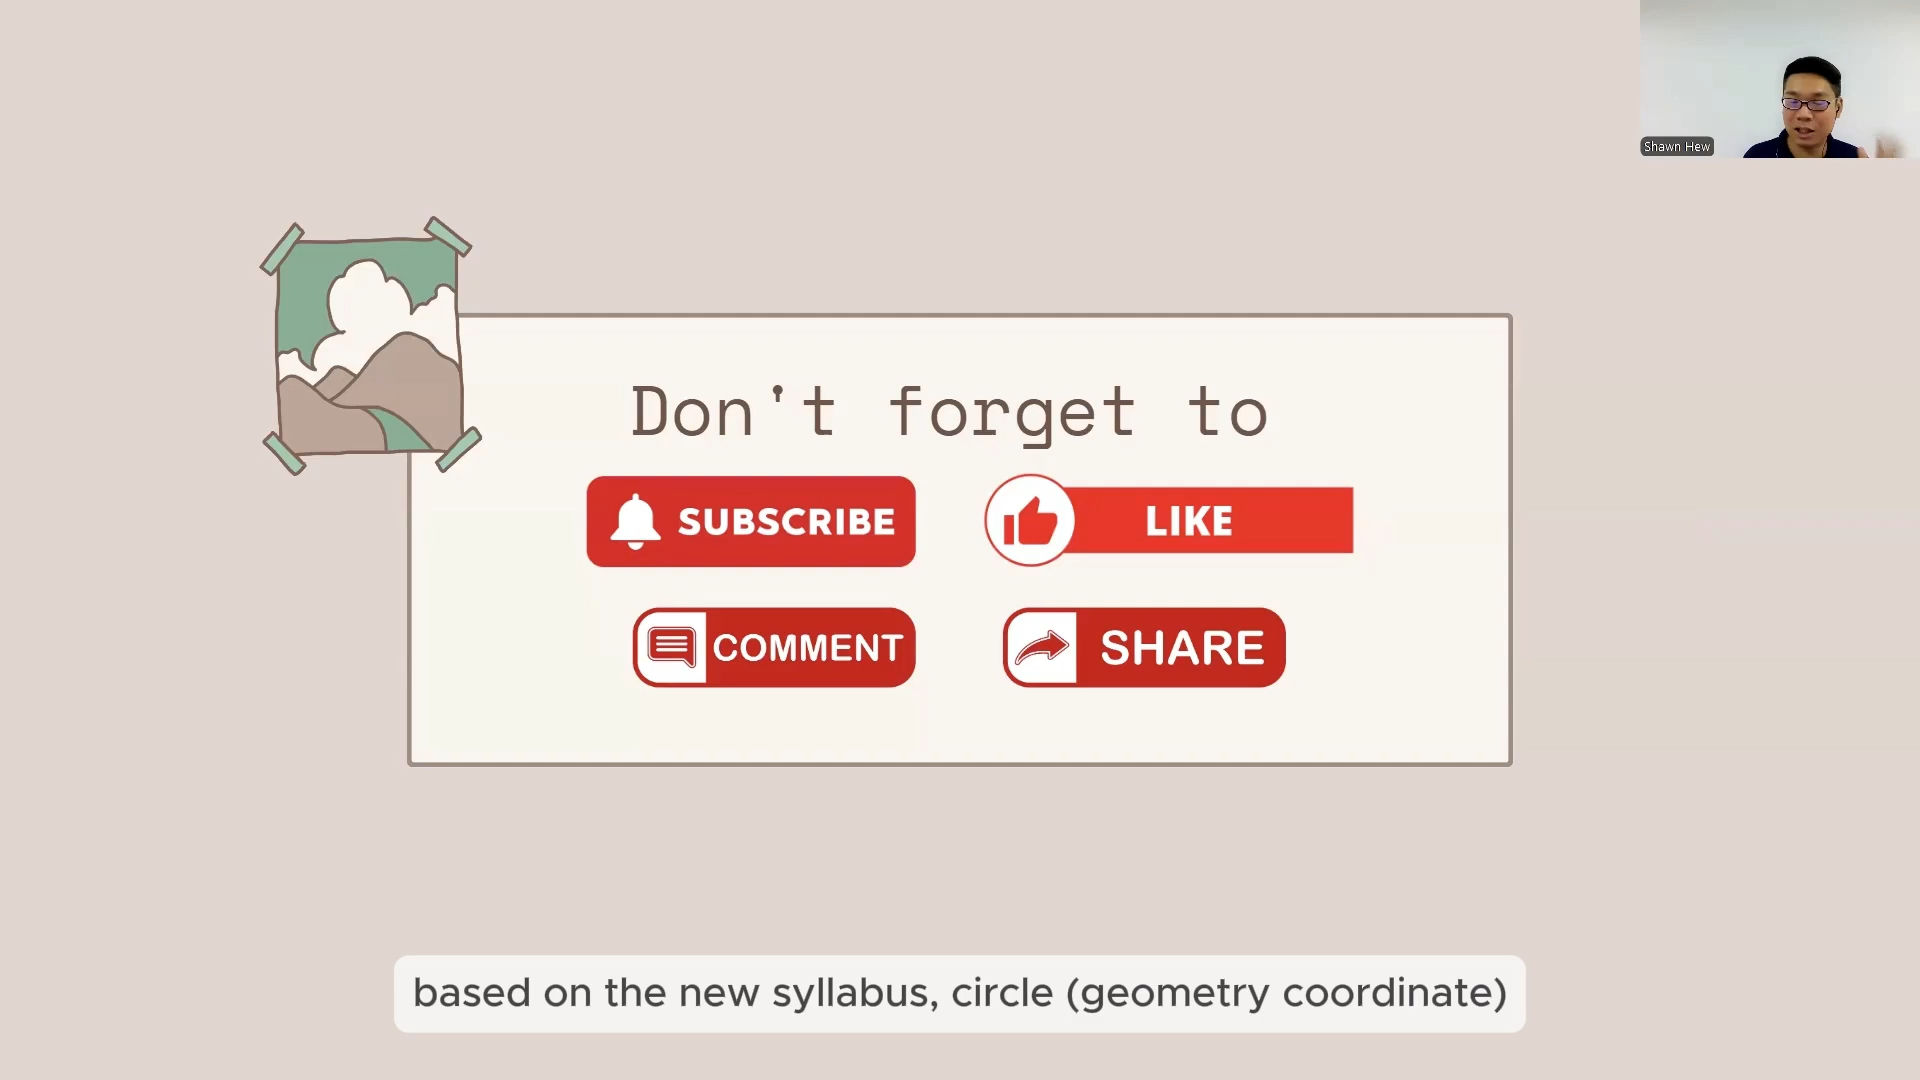 Shawn Hew
Don't forget to
SUBSCRIBE
LIKE
COMMENT
SHARE
based on the new syllabus, circle (geometry coordinate)